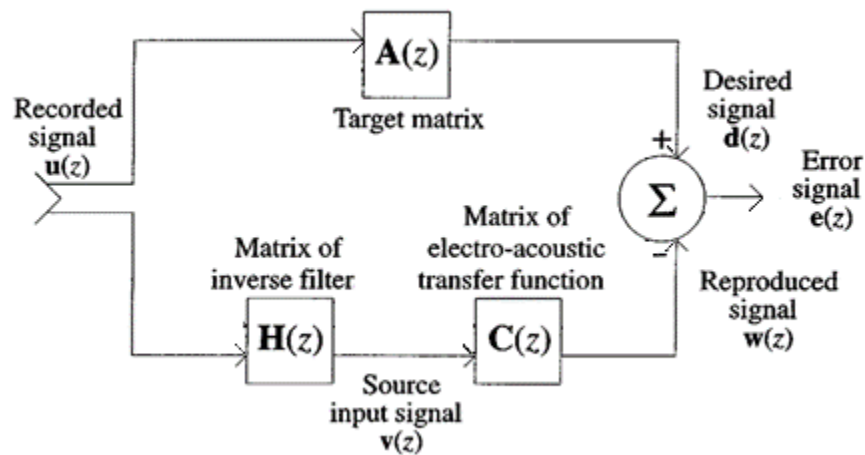 A(z)
Target matrix
Recorded
signal
u(z)
Desired
signal
d(z)
+
Σ
-
Error
signal
e(z)
Matrix of
inverse filter
H(z)
Matrix of
electro-acoustic
transfer function
C(z)
Source
input signal
v(z)
Reproduced
signal
w(z)